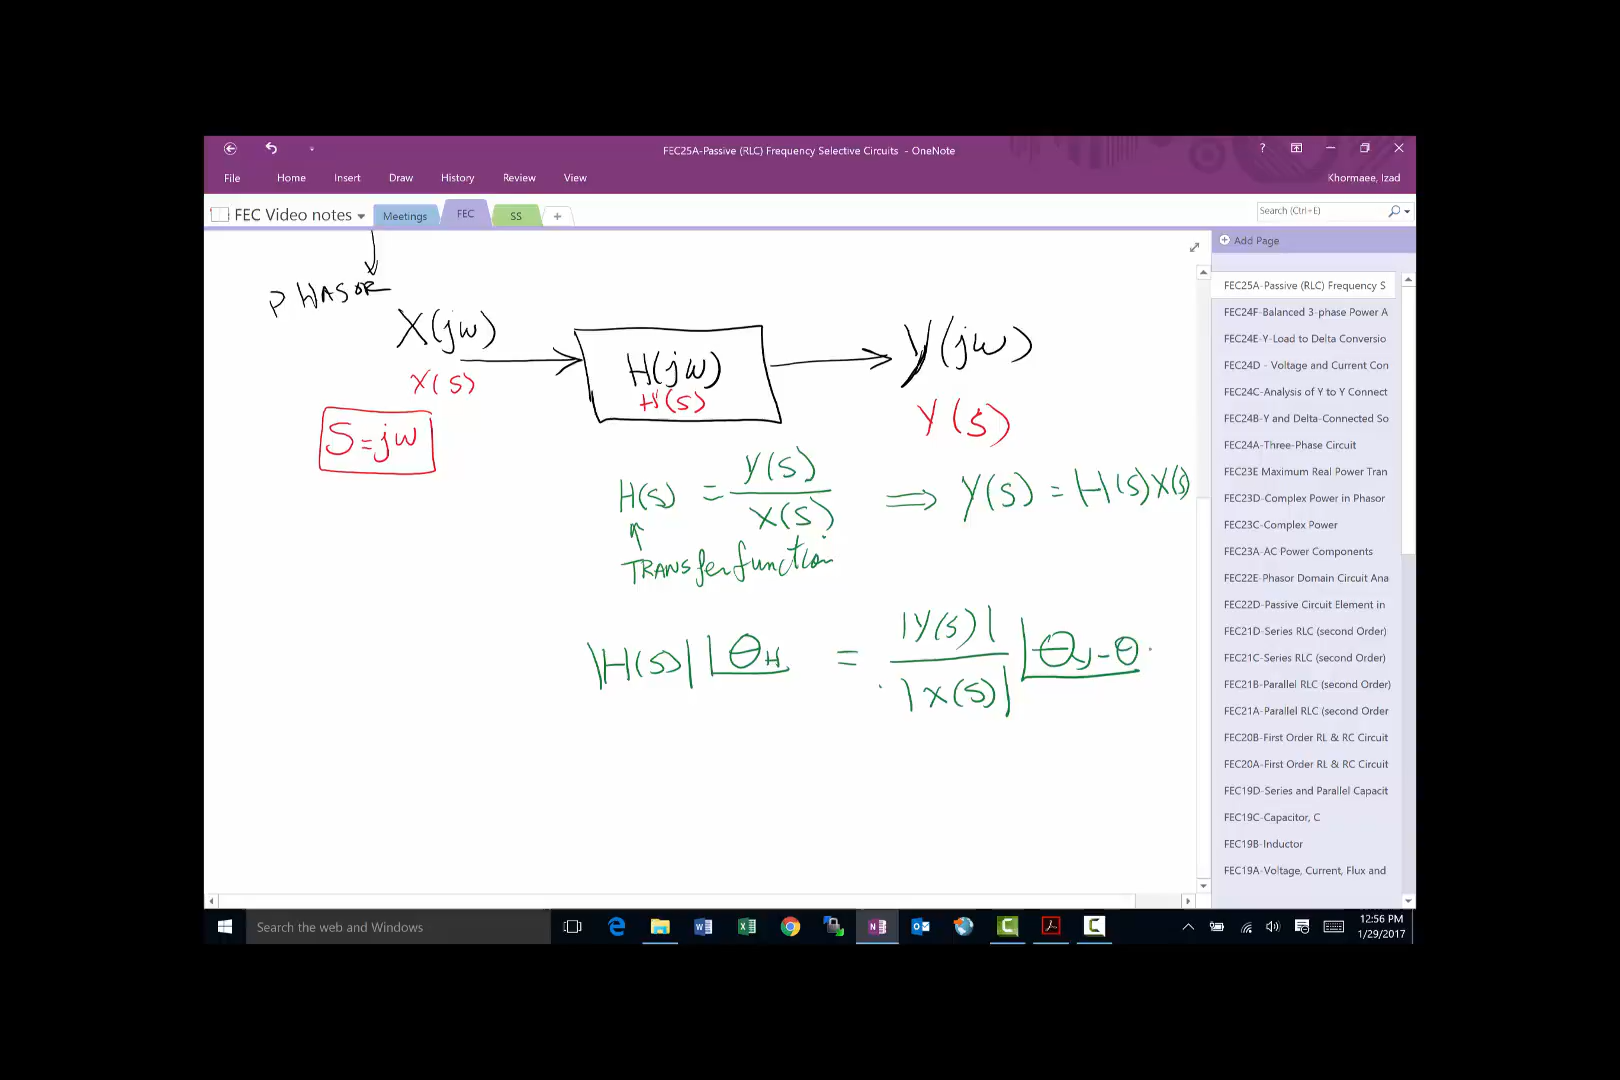 FEC25A-Passive (RLC) Frequency Selective Circuits - OneNote
?
File Home Insert Draw History Review View
Khormaee, Izad
FEC Video notes Meetings FEC SS +
Search (Ctrl+E)
Add Page
PHASOR
X(jω) H(jω) Y(jω)
X(s) H(s) Y(s)
S=jω
H(s) = Y(s) / X(s) ⟹ Y(s) = H(s)X(s)
↑
TRANSfer function
|H(s)| ∠θH = |Y(s)| / |X(s)| ∠θy-θ
FEC25A-Passive (RLC) Frequency S
FEC24F-Balanced 3-phase Power A
FEC24E-Y-Load to Delta Conversio
FEC24D - Voltage and Current Con
FEC24C-Analysis of Y to Y Connect
FEC24B-Y and Delta-Connected So
FEC24A-Three-Phase Circuit
FEC23E Maximum Real Power Tran
FEC23D-Complex Power in Phasor
FEC23C-Complex Power
FEC23A-AC Power Components
FEC22E-Phasor Domain Circuit Ana
FEC22D-Passive Circuit Element in
FEC21D-Series RLC (second Order)
FEC21C-Series RLC (second Order)
FEC21B-Parallel RLC (second Order)
FEC21A-Parallel RLC (second Order
FEC20B-First Order RL & RC Circuit
FEC20A-First Order RL & RC Circuit
FEC19D-Series and Parallel Capacit
FEC19C-Capacitor, C
FEC19B-Inductor
FEC19A-Voltage, Current, Flux and
Search the web and Windows
12:56 PM
1/29/2017